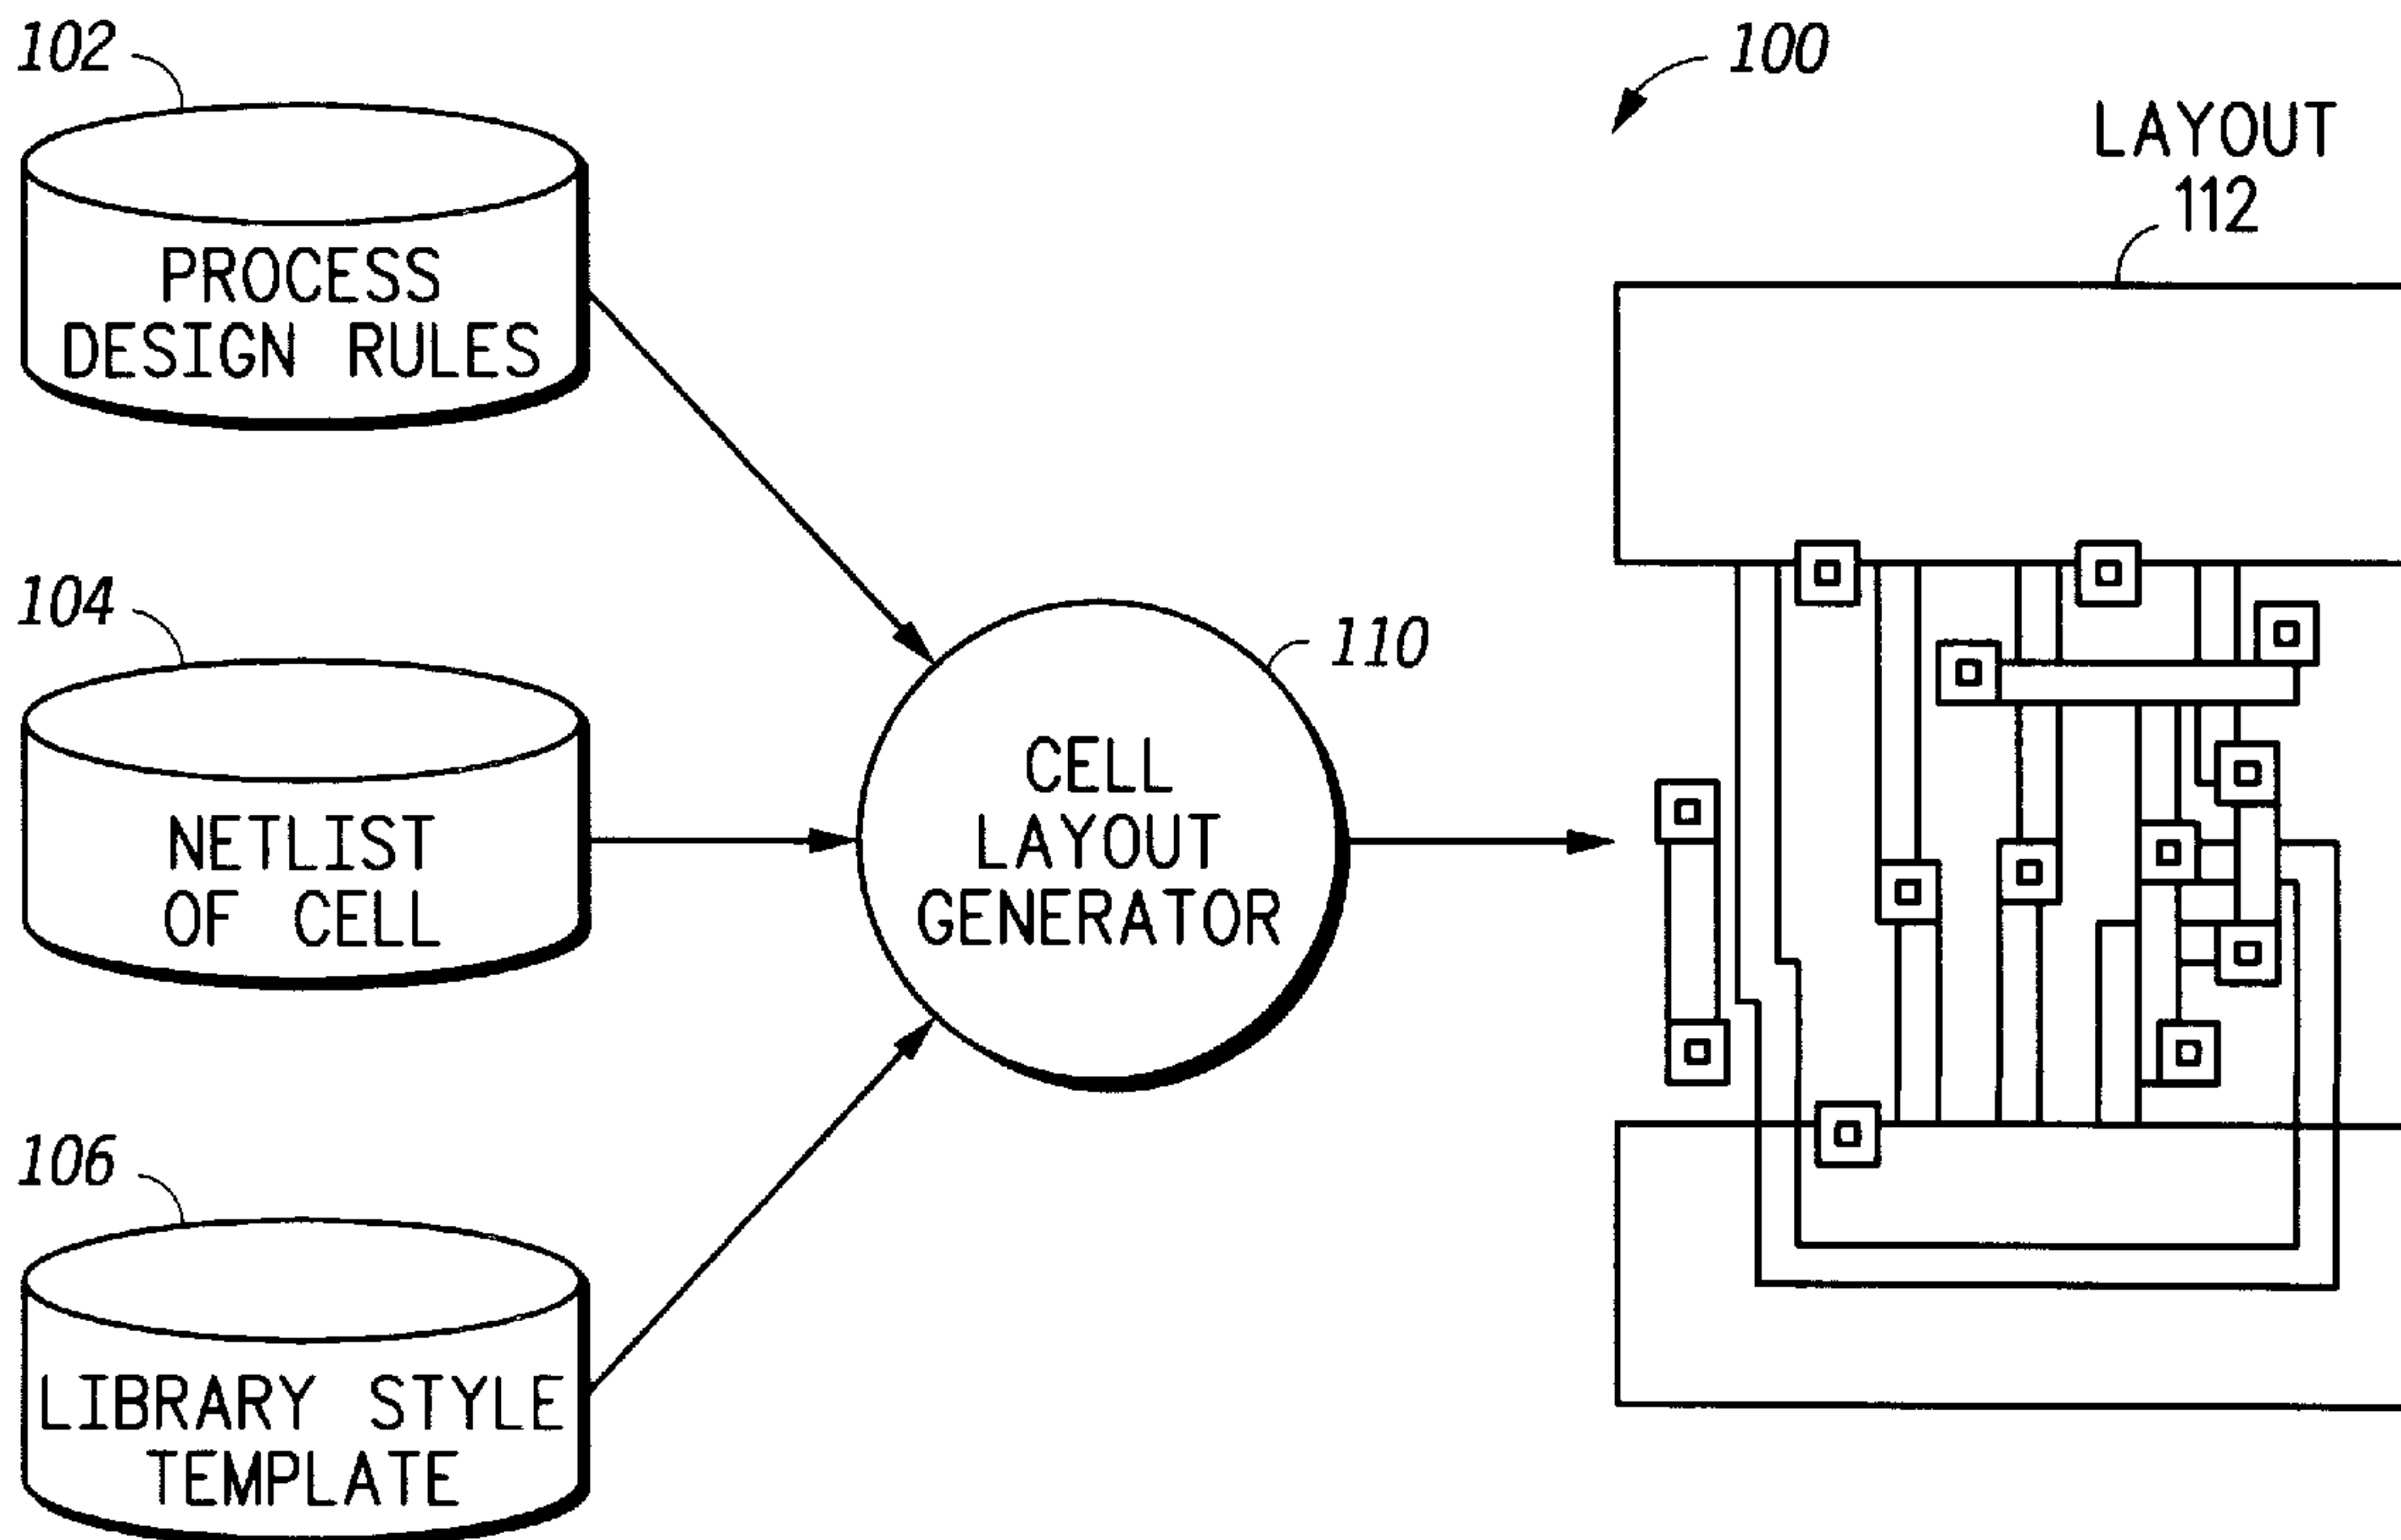 102
PROCESS
DESIGN RULES
104
NETLIST
OF CELL
106
LIBRARY STYLE
TEMPLATE
110
CELL
LAYOUT
GENERATOR
100
LAYOUT
112